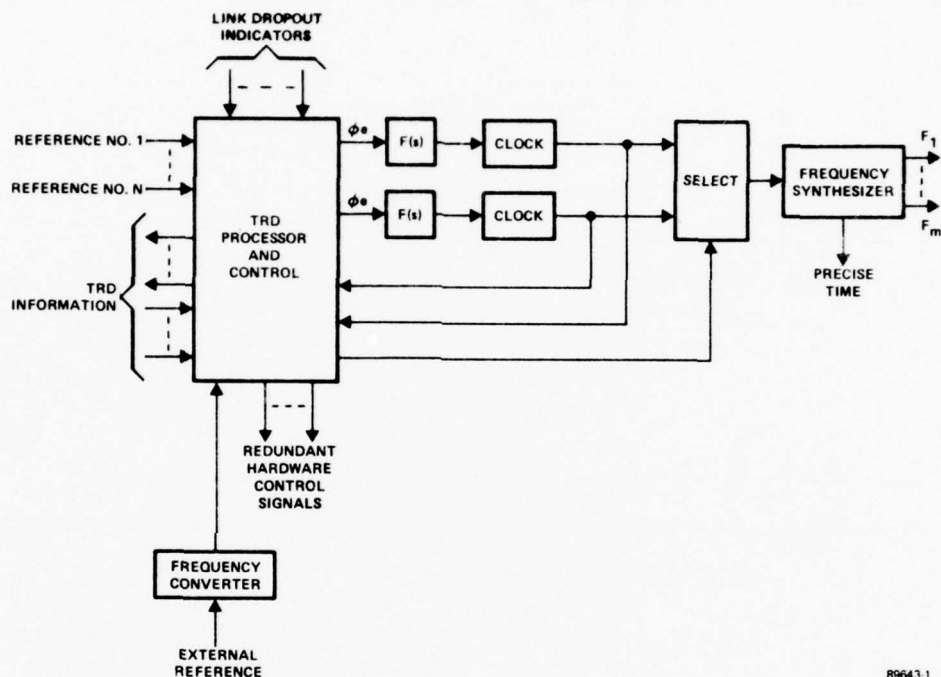 LINK DROPOUT
INDICATORS
REFERENCE NO. 1
REFERENCE NO. N
TRD
INFORMATION
TRD
PROCESSOR
AND
CONTROL
ϕe
F(s)
CLOCK
ϕe
F(s)
CLOCK
SELECT
FREQUENCY
SYNTHESIZER
F1
Fm
PRECISE
TIME
REDUNDANT
HARDWARE
CONTROL
SIGNALS
FREQUENCY
CONVERTER
EXTERNAL
REFERENCE
89643-1